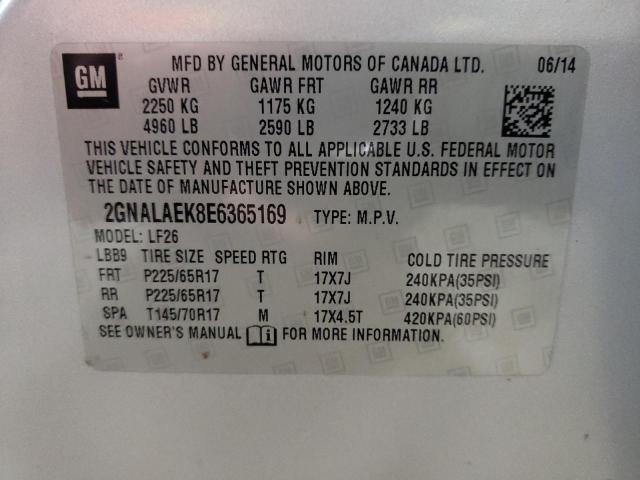 GM
MFD BY GENERAL MOTORS OF CANADA LTD. 06/14
GVWR GAWR FRT GAWR RR
2250 KG 1175 KG 1240 KG
4960 LB 2590 LB 2733 LB
THIS VEHICLE CONFORMS TO ALL APPLICABLE U.S. FEDERAL MOTOR
VEHICLE SAFETY AND THEFT PREVENTION STANDARDS IN EFFECT ON
THE DATE OF MANUFACTURE SHOWN ABOVE.
2GNALAEK8E6365169 TYPE: M.P.V.
MODEL: LF26
LBB9 TIRE SIZE SPEED RTG RIM COLD TIRE PRESSURE
FRT P225/65R17 T 17X7J 240KPA(35PSI)
RR P225/65R17 T 17X7J 240KPA(35PSI)
SPA T145/70R17 M 17X4.5T 420KPA(60PSI)
SEE OWNER'S MANUAL FOR MORE INFORMATION.